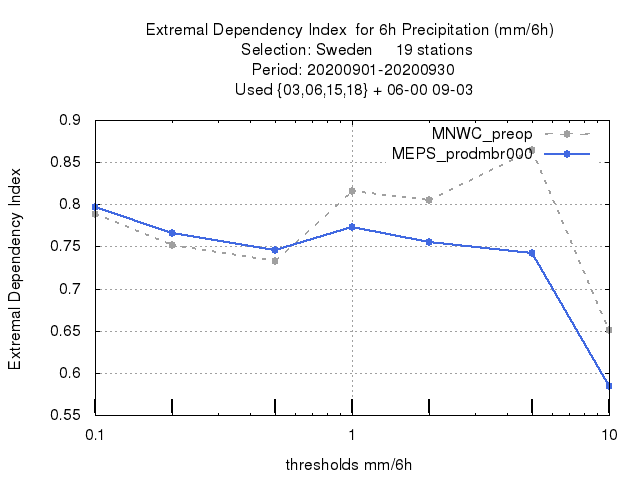 Extremal Dependency Index  for 6h Precipitation (mm/6h)
Selection: Sweden     19 stations
Period: 20200901-20200930
Used {03,06,15,18} + 06-00 09-03
MNWC_preop
MEPS_prodmbr000
Extremal Dependency Index
0.9
0.85
0.8
0.75
0.7
0.65
0.6
0.55
0.1 1 10
thresholds mm/6h